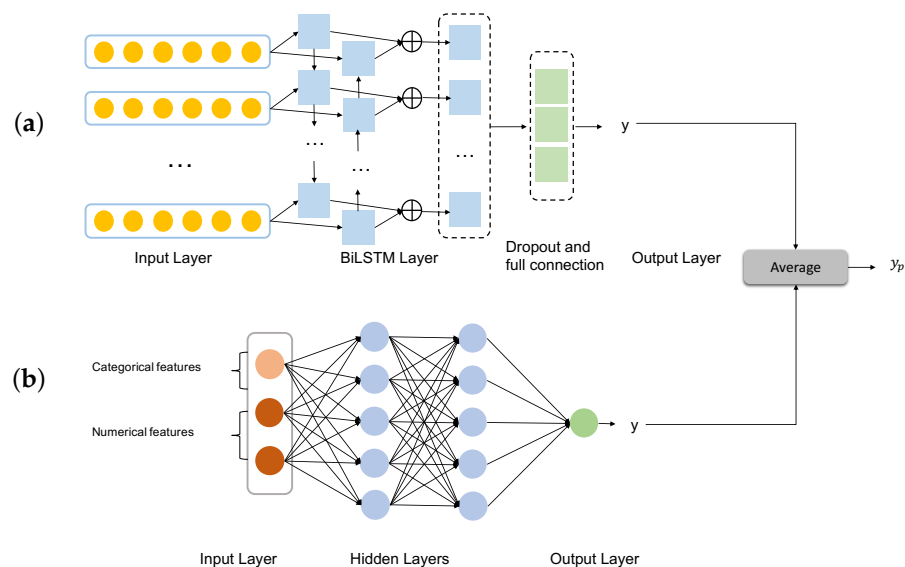 (a)
...
...
...
...
Input Layer
BiLSTM Layer
Dropout and
full connection
y
Output Layer
Average
yₚ
(b)
Categorical features
Numerical features
y
Input Layer
Hidden Layers
Output Layer